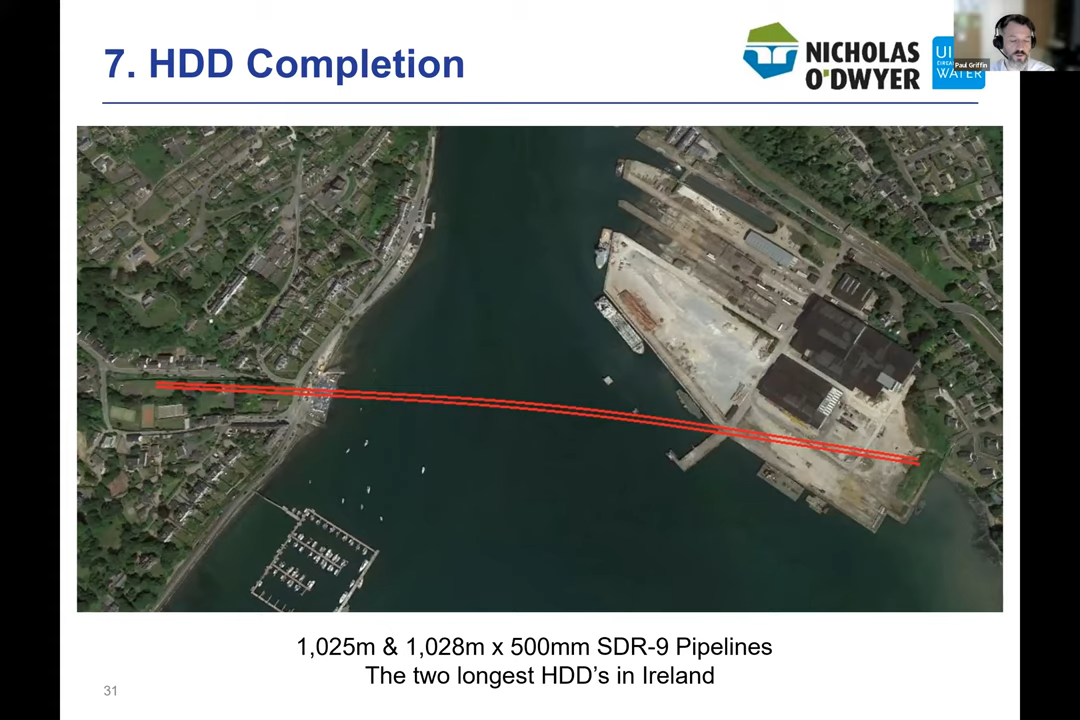 7. HDD Completion
NICHOLAS
O'DWYER
UI
WATER
Paul Griffin
1,025m & 1,028m x 500mm SDR-9 Pipelines
The two longest HDD's in Ireland
31